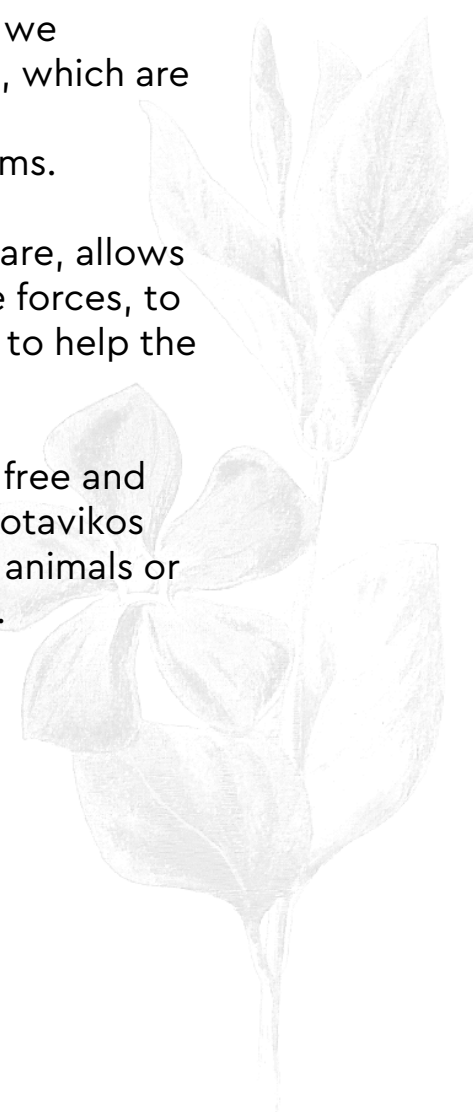 we
, which are
ms.
are, allows
e forces, to
to help the
free and
otavikos
animals or
.